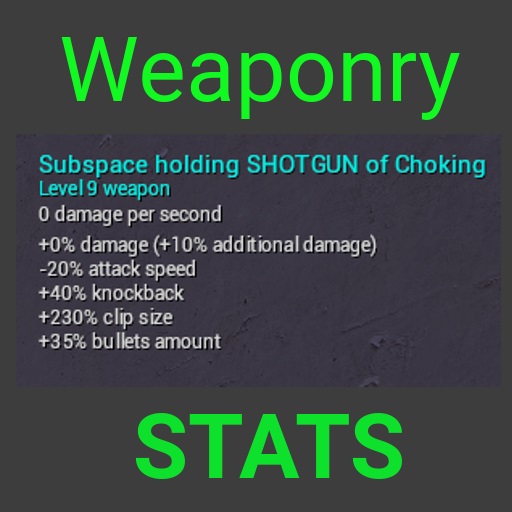 Weaponry
Subspace holding SHOTGUN of Choking
Level 9 weapon
0 damage per second
+0% damage (+10% additional damage)
-20% attack speed
+40% knockback
+230% clip size
+35% bullets amount
STATS